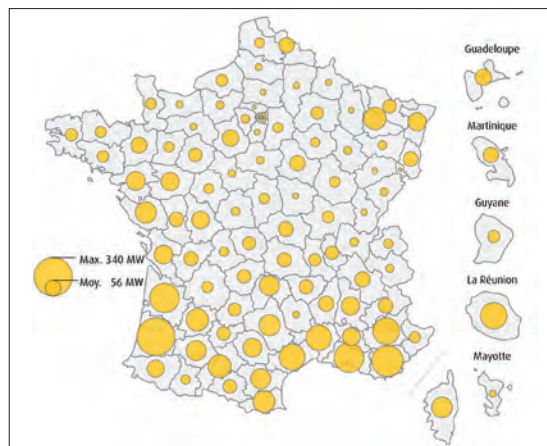 Guadeloupe
Martinique
Guyane
Max. 340 MW
Moy. 56 MW
La Réunion
Mayotte